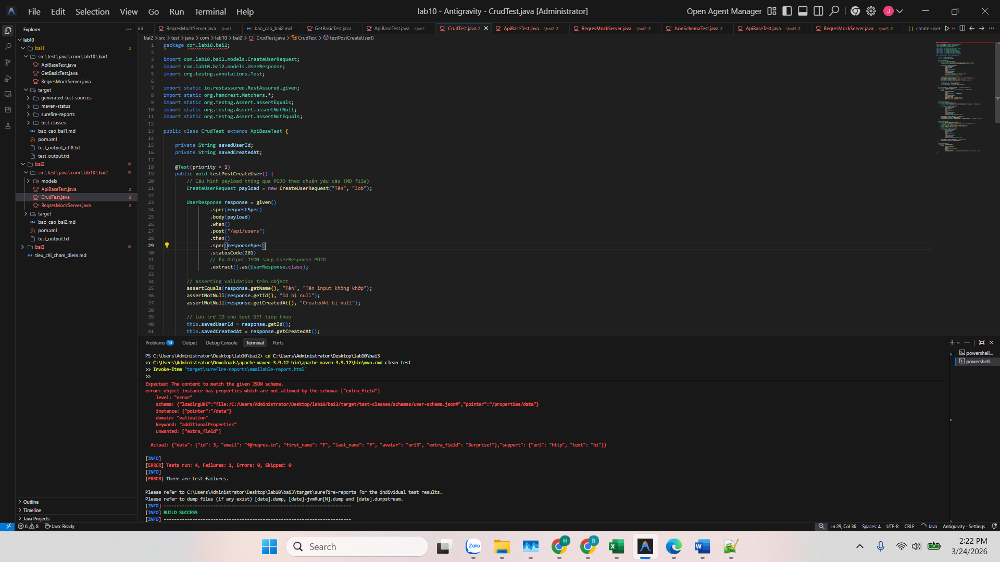 File Edit Selection View Go Run Terminal Help
lab10 - Antigravity - CrudTest.java [Administrator]
Open Agent Manager
J
Explorer
nd
ReqresMockServer.java ...\bai1
bao_cao_bai2.md
GetBasicTest.java
ApiBaseTest.java ...\bai1
CrudTest.java 2
ApiBaseTest.java ...\bai2 2
ReqresMockServer.java ...\bai2 2
JsonSchemaTest.java 2
ApiBaseTest.java ...\bai3 2
ReqresMockServer.java ...\bai3 2
{ } create-user-
bai2 > src > test > java > com > lab10 > bai2 > CrudTest.java > CrudTest > testPostCreateUser()
lab10
bai1 2
src\test\java\com\lab10\bai1
ApiBaseTest.java
GetBasicTest.java
ReqresMockServer.java
target
generated-test-sources
maven-status
surefire-reports
test-classes
bao_cao_bai1.md
pom.xml
test_output_utf8.txt
test_output.txt
bai2
src\test\java\com\lab10\bai2
models
ApiBaseTest.java 2
CrudTest.java 2
ReqresMockServer.java 2
target
bao_cao_bai2.md
pom.xml
test_output.txt
bai3
tieu_chi_cham_diem.md
Outline
Timeline
Java Projects
1 package com.lab10.bai2;
2
3 import com.lab10.bai2.models.CreateUserRequest;
4 import com.lab10.bai2.models.UserResponse;
5 import org.testng.annotations.Test;
6
7 import static io.restassured.RestAssured.given;
8 import static org.hamcrest.Matchers.*;
9 import static org.testng.Assert.assertEquals;
10 import static org.testng.Assert.assertNotNull;
11 import static org.testng.Assert.assertNotEquals;
12
13 public class CrudTest extends ApiBaseTest {
14
15 private String savedUserId;
16 private String savedCreatedAt;
17
18 @Test(priority = 1)
19 public void testPostCreateUser() {
20 // Cấu hình payload thông qua POJO theo chuẩn yêu cầu (MD file)
21 CreateUserRequest payload = new CreateUserRequest("Tên", "Job");
22
23 UserResponse response = given()
24 .spec(requestSpec)
25 .body(payload)
26 .when()
27 .post("/api/users")
28 .then()
29 .spec(responseSpec)
30 .statusCode(201)
31 // Ép Output JSON sang UserResponse POJO
32 .extract().as(UserResponse.class);
33
34 // Asserting validation trên object
35 assertEquals(response.getName(), "Tên", "Tên input không khớp");
36 assertNotNull(response.getId(), "Id bị null");
37 assertNotNull(response.getCreatedAt(), "CreatedAt bị null");
38
39 // Lưu trữ ID cho test GET tiếp theo
40 this.savedUserId = response.getId();
41 this.savedCreatedAt = response.getCreatedAt();
Problems 14 Output Debug Console Terminal Ports
PS C:\Users\Administrator\Desktop\lab10\bai2> cd C:\Users\Administrator\Desktop\lab10\bai3
>> C:\Users\Administrator\Downloads\apache-maven-3.9.12-bin\apache-maven-3.9.12\bin\mvn.cmd clean test
>> Invoke-Item "target\surefire-reports\emailable-report.html"
>>
Expected: The content to match the given JSON schema.
error: object instance has properties which are not allowed by the schema: ["extra_field"]
level: "error"
schema: {"loadingURI":"file:/C:/Users/Administrator/Desktop/lab10/bai3/target/test-classes/schemas/user-schema.json#","pointer":"/properties/data"}
instance: {"pointer":"/data"}
domain: "validation"
keyword: "additionalProperties"
unwanted: ["extra_field"]
Actual: {"data": {"id": 3, "email": "f@reqres.in", "first_name": "F", "last_name": "F", "avatar": "url3", "extra_field": "Surprise!"},"support": {"url": "http", "text": "hi"}}
[INFO]
[ERROR] Tests run: 4, Failures: 1, Errors: 0, Skipped: 0
[INFO]
[ERROR] There are test failures.
Please refer to C:\Users\Administrator\Desktop\lab10\bai3\target\surefire-reports for the individual test results.
Please refer to dump files (if any exist) [date].dump, [date]-jvmRun[N].dump and [date].dumpstream.
[INFO] ------------------------------------------------------------------------
[INFO] BUILD SUCCESS
[INFO] ------------------------------------------------------------------------
powershell...
powershell...
6 8 Java: Ready
Ln 29, Col 36 Spaces: 4 UTF-8 CRLF Java Antigravity - Settings
Search
Zalo
H
B
2:22 PM
3/24/2026